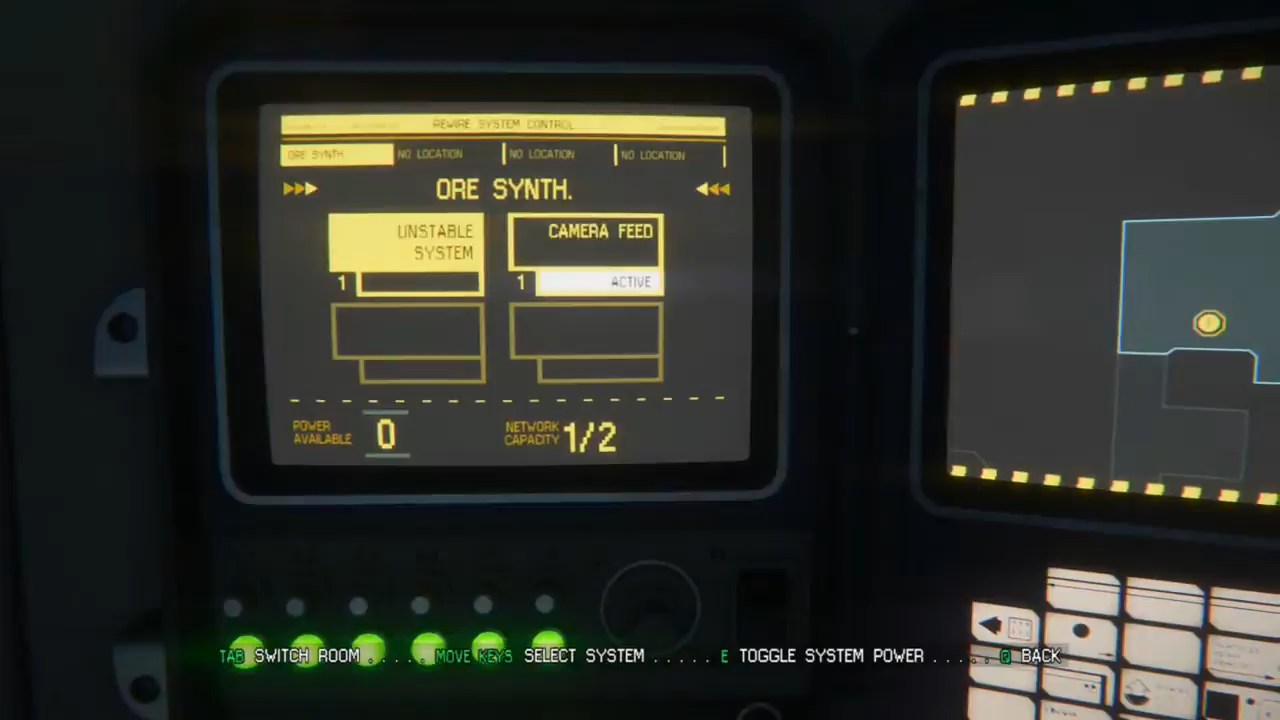 REWIRE SYSTEM CONTROL
ORE SYNTH. NO LOCATION NO LOCATION NO LOCATION
ORE SYNTH.
UNSTABLE SYSTEM
CAMERA FEED
1
1 ACTIVE
POWER AVAILABLE 0
NETWORK CAPACITY 1/2
TAB SWITCH ROOM ..... MOVE KEYS SELECT SYSTEM ..... E TOGGLE SYSTEM POWER ..... Q BACK